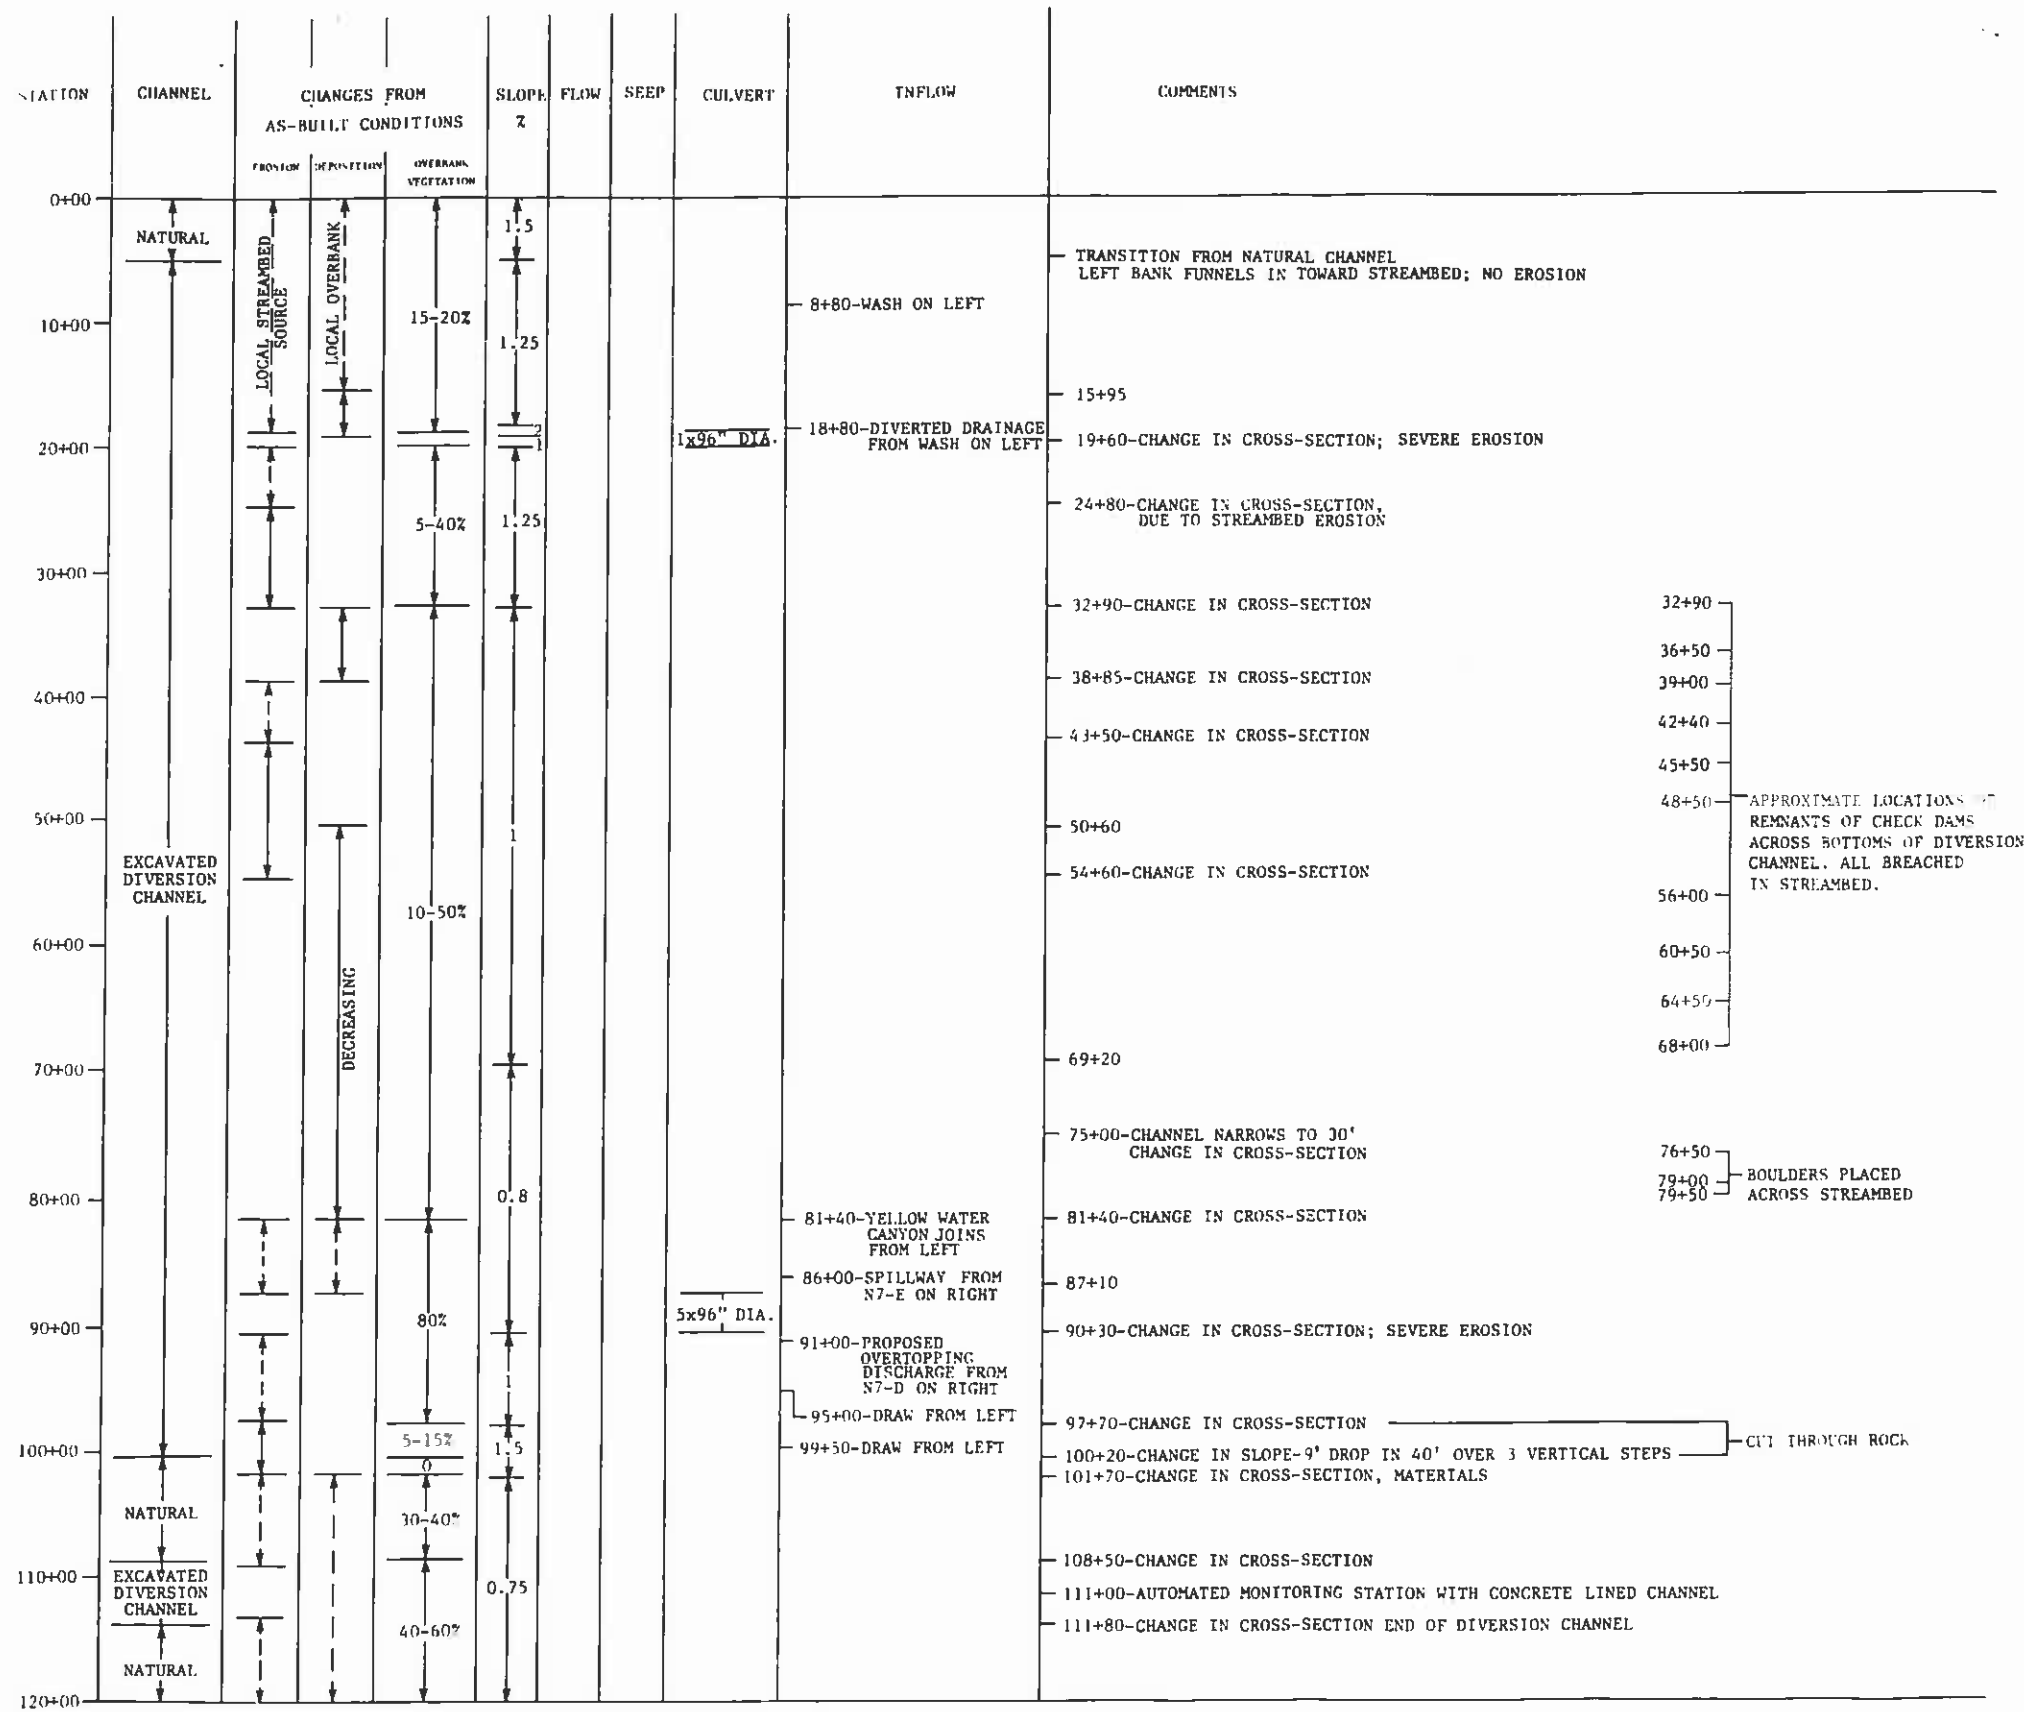 STATION CHANNEL CHANGES FROM SLOPE FLOW SEEP CULVERT INFLOW COMMENTS
AS-BUILT CONDITIONS %
EROSION DEPOSITION OVERBANK
VEGETATION
0+00
1.5
NATURAL
LOCAL STREAMBED
SOURCE
LOCAL OVERBANK
TRANSITION FROM NATURAL CHANNEL
LEFT BANK FUNNELS IN TOWARD STREAMBED; NO EROSION
8+80-WASH ON LEFT
10+00
15-20%
1.25
15+95
18+80-DIVERTED DRAINAGE
FROM WASH ON LEFT
2
1
1x96" DIA.
19+60-CHANGE IN CROSS-SECTION; SEVERE EROSION
20+00
24+80-CHANGE IN CROSS-SECTION,
DUE TO STREAMBED EROSION
5-40%
1.25
30+00
32+90-CHANGE IN CROSS-SECTION
32+90
36+50
38+85-CHANGE IN CROSS-SECTION
39+00
40+00
42+40
43+50-CHANGE IN CROSS-SECTION
45+50
48+50
APPROXIMATE LOCATIONS
REMNANTS OF CHECK DAMS
ACROSS BOTTOMS OF DIVERSION
CHANNEL. ALL BREACHED
IN STREAMBED.
50+00
50+60
1
EXCAVATED
DIVERSION
CHANNEL
54+60-CHANGE IN CROSS-SECTION
56+00
10-50%
60+00
60+50
DECREASING
64+50
68+00
69+20
70+00
75+00-CHANNEL NARROWS TO 30'
CHANGE IN CROSS-SECTION
76+50
79+00
79+50
BOULDERS PLACED
ACROSS STREAMBED
80+00
0.8
81+40-YELLOW WATER
CANYON JOINS
FROM LEFT
81+40-CHANGE IN CROSS-SECTION
86+00-SPILLWAY FROM
N7-E ON RIGHT
87+10
80%
5x96" DIA.
90+00
90+30-CHANGE IN CROSS-SECTION; SEVERE EROSION
91+00-PROPOSED
OVERTOPPING
DISCHARGE FROM
N7-D ON RIGHT
1
95+00-DRAW FROM LEFT
97+70-CHANGE IN CROSS-SECTION
5-15%
1.5
99+50-DRAW FROM LEFT
CUT THROUGH ROCK
100+00
100+20-CHANGE IN SLOPE-9' DROP IN 40' OVER 3 VERTICAL STEPS
0
101+70-CHANGE IN CROSS-SECTION, MATERIALS
NATURAL
30-40%
108+50-CHANGE IN CROSS-SECTION
110+00
EXCAVATED
DIVERSION
CHANNEL
0.75
111+00-AUTOMATED MONITORING STATION WITH CONCRETE LINED CHANNEL
111+80-CHANGE IN CROSS-SECTION END OF DIVERSION CHANNEL
40-60%
NATURAL
120+00